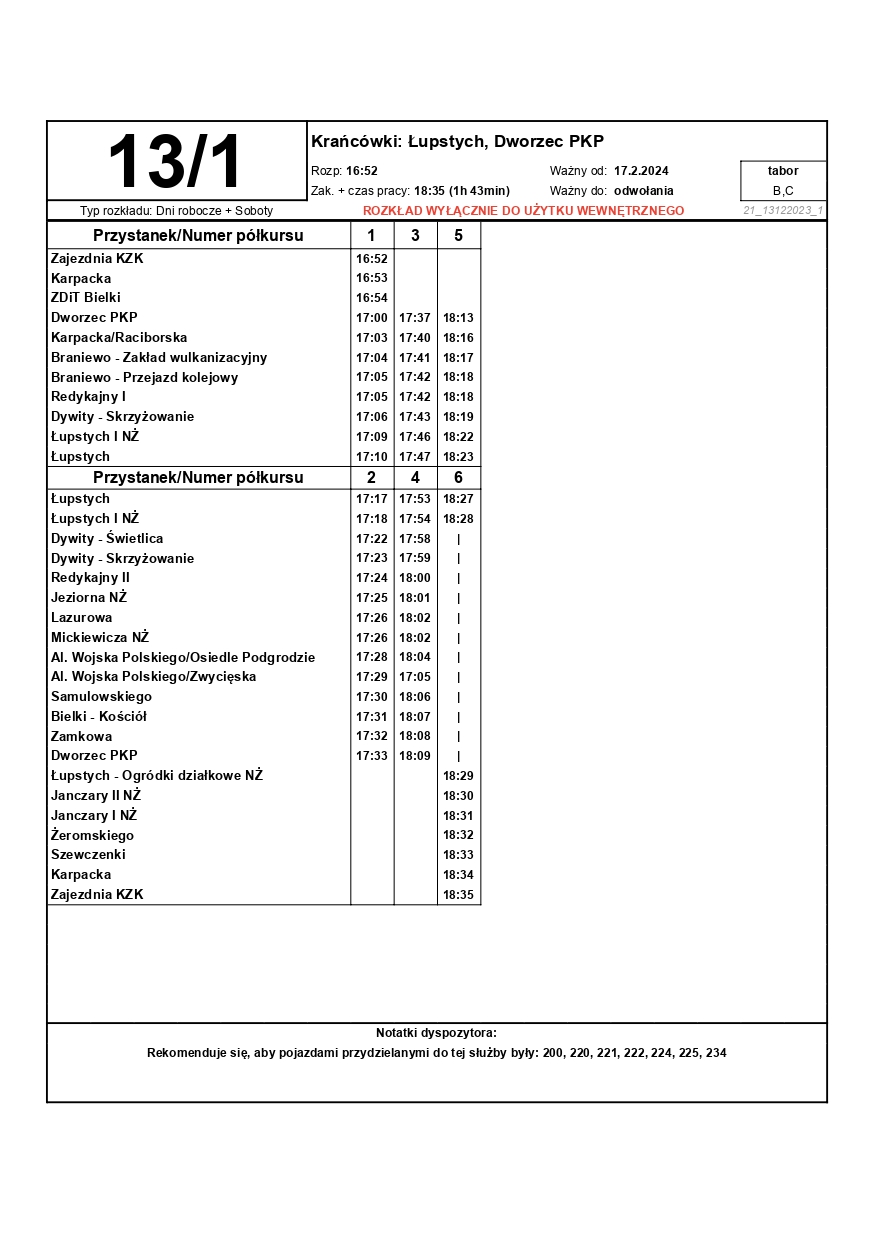 13/1
Krańcówki: Łupstych, Dworzec PKP
Rozp: 16:52 Ważny od: 17.2.2024 tabor
Zak. + czas pracy: 18:35 (1h 43min) Ważny do: odwołania B,C
Typ rozkładu: Dni robocze + Soboty ROZKŁAD WYŁĄCZNIE DO UŻYTKU WEWNĘTRZNEGO 21_13122023_1
Przystanek/Numer półkursu 1 3 5
Zajezdnia KZK 16:52
Karpacka 16:53
ZDiT Bielki 16:54
Dworzec PKP 17:00 17:37 18:13
Karpacka/Raciborska 17:03 17:40 18:16
Braniewo - Zakład wulkanizacyjny 17:04 17:41 18:17
Braniewo - Przejazd kolejowy 17:05 17:42 18:18
Redykajny I 17:05 17:42 18:18
Dywity - Skrzyżowanie 17:06 17:43 18:19
Łupstych I NŻ 17:09 17:46 18:22
Łupstych 17:10 17:47 18:23
Przystanek/Numer półkursu 2 4 6
Łupstych 17:17 17:53 18:27
Łupstych I NŻ 17:18 17:54 18:28
Dywity - Świetlica 17:22 17:58 |
Dywity - Skrzyżowanie 17:23 17:59 |
Redykajny II 17:24 18:00 |
Jeziorna NŻ 17:25 18:01 |
Lazurowa 17:26 18:02 |
Mickiewicza NŻ 17:26 18:02 |
Al. Wojska Polskiego/Osiedle Podgrodzie 17:28 18:04 |
Al. Wojska Polskiego/Zwycięska 17:29 17:05 |
Samulowskiego 17:30 18:06 |
Bielki - Kościół 17:31 18:07 |
Zamkowa 17:32 18:08 |
Dworzec PKP 17:33 18:09 |
Łupstych - Ogródki działkowe NŻ 18:29
Janczary II NŻ 18:30
Janczary I NŻ 18:31
Żeromskiego 18:32
Szewczenki 18:33
Karpacka 18:34
Zajezdnia KZK 18:35
Notatki dyspozytora:
Rekomenduje się, aby pojazdami przydzielanymi do tej służby były: 200, 220, 221, 222, 224, 225, 234